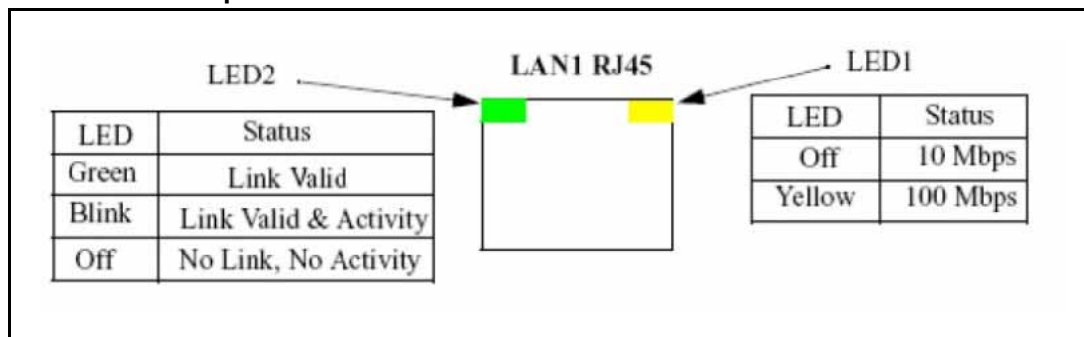 LED2
LAN1 RJ45
LED1
LED Status
Green Link Valid
Blink Link Valid & Activity
Off No Link, No Activity
LED Status
Off 10 Mbps
Yellow 100 Mbps